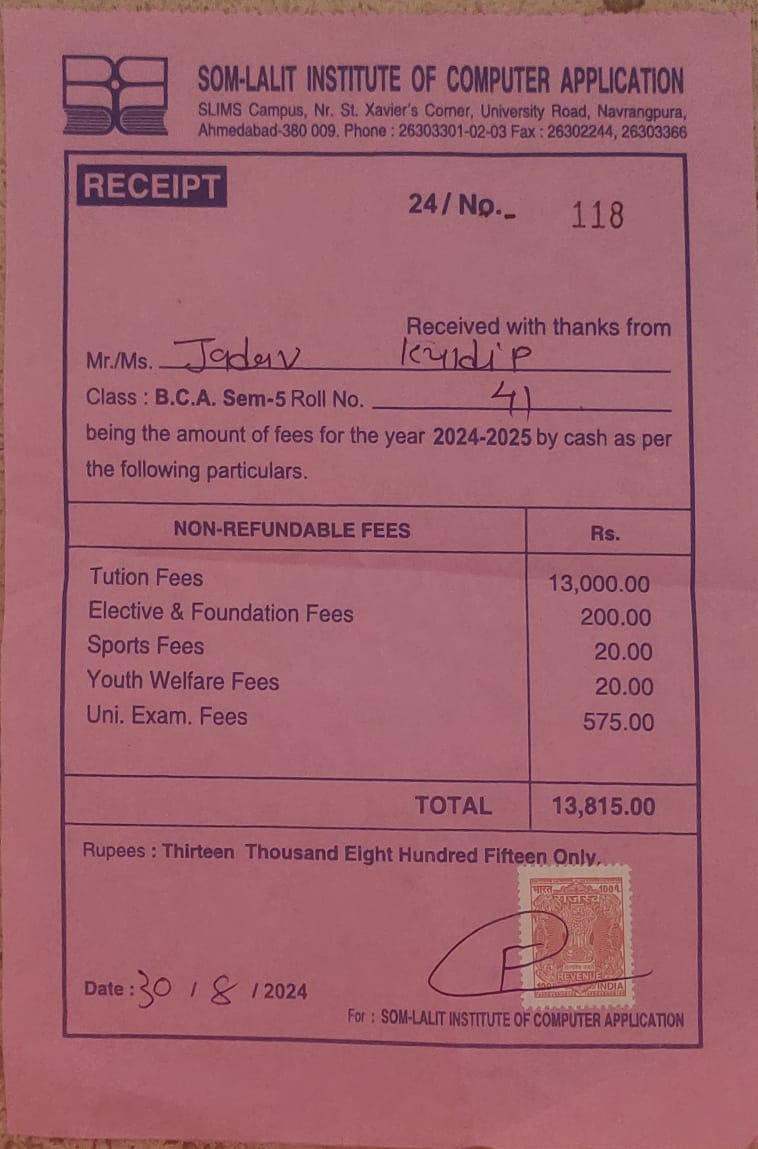 SOM-LALIT INSTITUTE OF COMPUTER APPLICATION
SLIMS Campus, Nr. St. Xavier's Corner, University Road, Navrangpura,
Ahmedabad-380 009. Phone : 26303301-02-03 Fax : 26302244, 26303366
RECEIPT
24 / No.- 118
Received with thanks from
Mr./Ms. Jadav Kuldip
Class : B.C.A. Sem-5 Roll No. 41
being the amount of fees for the year 2024-2025 by cash as per
the following particulars.
NON-REFUNDABLE FEES Rs.
Tution Fees 13,000.00
Elective & Foundation Fees 200.00
Sports Fees 20.00
Youth Welfare Fees 20.00
Uni. Exam. Fees 575.00
TOTAL 13,815.00
Rupees : Thirteen Thousand Eight Hundred Fifteen Only.
भारत
REVENUE
INDIA
Date : 30 / 8 / 2024
For : SOM-LALIT INSTITUTE OF COMPUTER APPLICATION